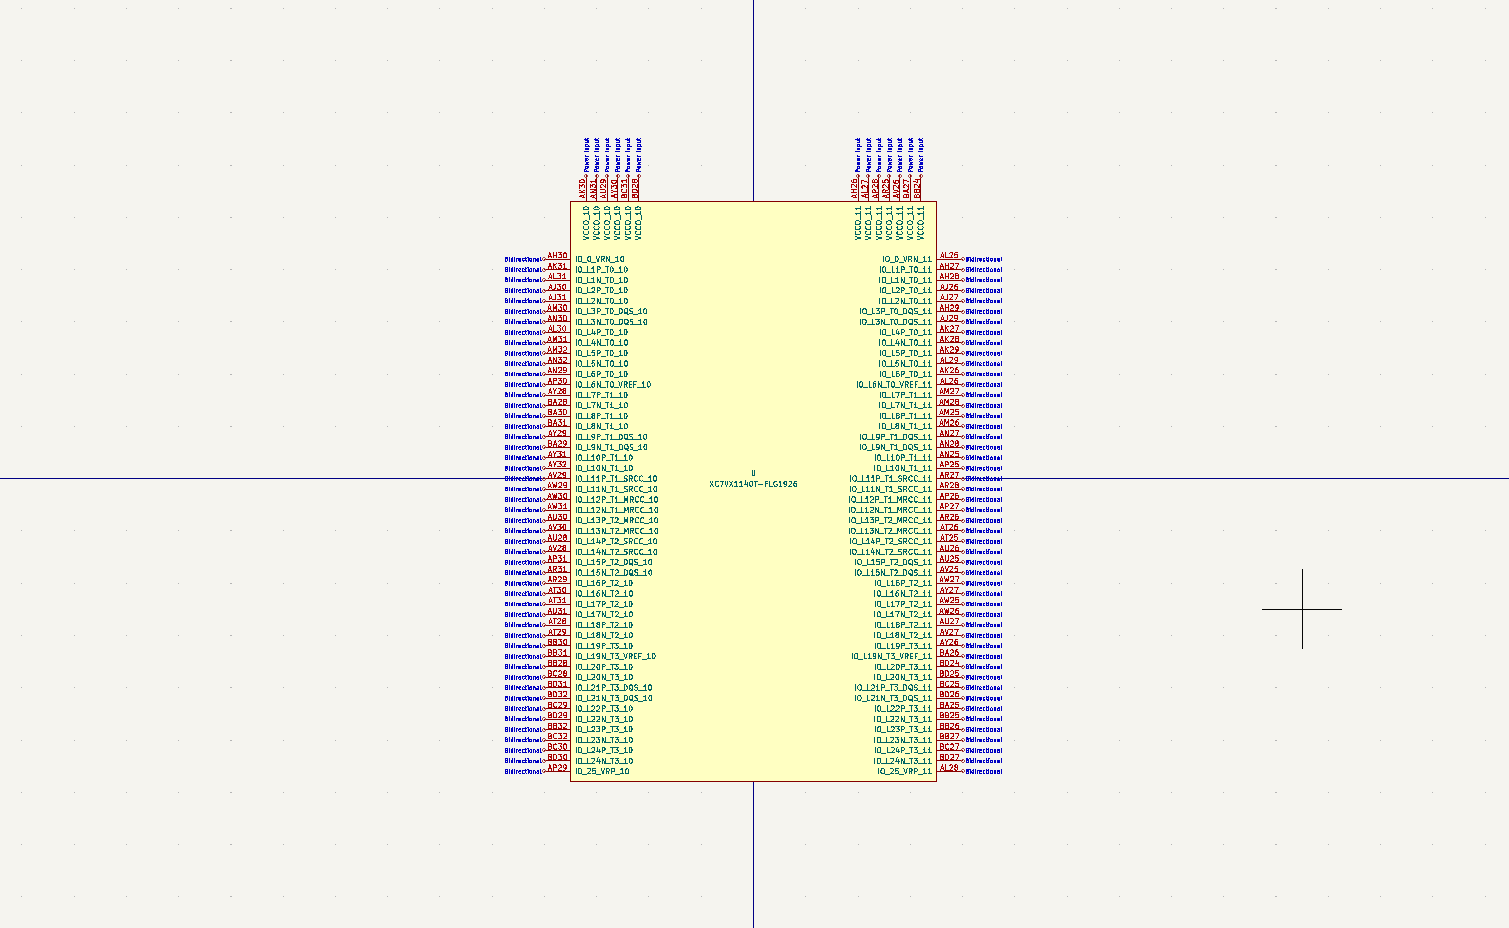 Power Input Power Input Power Input Power Input Power Input Power Input Power Input Power Input Power Input Power Input Power Input Power Input Power Input
AK30 AN31 AU29 AY30 BC31 BD28 AH26 AL27 AP28 AR25 AV26 BA27 BB24
VCCO_10 VCCO_10 VCCO_10 VCCO_10 VCCO_10 VCCO_10 VCCO_11 VCCO_11 VCCO_11 VCCO_11 VCCO_11 VCCO_11 VCCO_11
Bidirectional AH30 IO_0_VRN_10 IO_0_VRN_11 AL25 Bidirectional
Bidirectional AK31 IO_L1P_T0_10 IO_L1P_T0_11 AH27 Bidirectional
Bidirectional AL31 IO_L1N_T0_10 IO_L1N_T0_11 AH28 Bidirectional
Bidirectional AJ30 IO_L2P_T0_10 IO_L2P_T0_11 AJ26 Bidirectional
Bidirectional AJ31 IO_L2N_T0_10 IO_L2N_T0_11 AJ27 Bidirectional
Bidirectional AM30 IO_L3P_T0_DQS_10 IO_L3P_T0_DQS_11 AH29 Bidirectional
Bidirectional AN30 IO_L3N_T0_DQS_10 IO_L3N_T0_DQS_11 AJ29 Bidirectional
Bidirectional AL30 IO_L4P_T0_10 IO_L4P_T0_11 AK27 Bidirectional
Bidirectional AM31 IO_L4N_T0_10 IO_L4N_T0_11 AK28 Bidirectional
Bidirectional AM32 IO_L5P_T0_10 IO_L5P_T0_11 AK29 Bidirectional
Bidirectional AN32 IO_L5N_T0_10 IO_L5N_T0_11 AL29 Bidirectional
Bidirectional AN29 IO_L6P_T0_10 IO_L6P_T0_11 AK26 Bidirectional
Bidirectional AP30 IO_L6N_T0_VREF_10 IO_L6N_T0_VREF_11 AL26 Bidirectional
Bidirectional AY28 IO_L7P_T1_10 IO_L7P_T1_11 AM27 Bidirectional
Bidirectional BA28 IO_L7N_T1_10 IO_L7N_T1_11 AM28 Bidirectional
Bidirectional BA30 IO_L8P_T1_10 IO_L8P_T1_11 AM25 Bidirectional
Bidirectional BA31 IO_L8N_T1_10 IO_L8N_T1_11 AM26 Bidirectional
Bidirectional AY29 IO_L9P_T1_DQS_10 IO_L9P_T1_DQS_11 AN27 Bidirectional
Bidirectional BA29 IO_L9N_T1_DQS_10 IO_L9N_T1_DQS_11 AN28 Bidirectional
Bidirectional AY31 IO_L10P_T1_10 IO_L10P_T1_11 AN25 Bidirectional
Bidirectional AY32 IO_L10N_T1_10 IO_L10N_T1_11 AP25 Bidirectional
Bidirectional AV29 IO_L11P_T1_SRCC_10 IO_L11P_T1_SRCC_11 AR27 Bidirectional
Bidirectional AW29 IO_L11N_T1_SRCC_10 IO_L11N_T1_SRCC_11 AR28 Bidirectional
U
XC7VX1140T-FLG1926
Bidirectional AW30 IO_L12P_T1_MRCC_10 IO_L12P_T1_MRCC_11 AP26 Bidirectional
Bidirectional AW31 IO_L12N_T1_MRCC_10 IO_L12N_T1_MRCC_11 AP27 Bidirectional
Bidirectional AU30 IO_L13P_T2_MRCC_10 IO_L13P_T2_MRCC_11 AR26 Bidirectional
Bidirectional AV30 IO_L13N_T2_MRCC_10 IO_L13N_T2_MRCC_11 AT26 Bidirectional
Bidirectional AU28 IO_L14P_T2_SRCC_10 IO_L14P_T2_SRCC_11 AT25 Bidirectional
Bidirectional AV28 IO_L14N_T2_SRCC_10 IO_L14N_T2_SRCC_11 AU26 Bidirectional
Bidirectional AP31 IO_L15P_T2_DQS_10 IO_L15P_T2_DQS_11 AU25 Bidirectional
Bidirectional AR31 IO_L15N_T2_DQS_10 IO_L15N_T2_DQS_11 AV25 Bidirectional
Bidirectional AR29 IO_L16P_T2_10 IO_L16P_T2_11 AW27 Bidirectional
Bidirectional AT30 IO_L16N_T2_10 IO_L16N_T2_11 AY27 Bidirectional
Bidirectional AT31 IO_L17P_T2_10 IO_L17P_T2_11 AW25 Bidirectional
Bidirectional AU31 IO_L17N_T2_10 IO_L17N_T2_11 AW26 Bidirectional
Bidirectional AT28 IO_L18P_T2_10 IO_L18P_T2_11 AU27 Bidirectional
Bidirectional AT29 IO_L18N_T2_10 IO_L18N_T2_11 AV27 Bidirectional
Bidirectional BB30 IO_L19P_T3_10 IO_L19P_T3_11 AY26 Bidirectional
Bidirectional BB31 IO_L19N_T3_VREF_10 IO_L19N_T3_VREF_11 BA26 Bidirectional
Bidirectional BB28 IO_L20P_T3_10 IO_L20P_T3_11 BD24 Bidirectional
Bidirectional BC28 IO_L20N_T3_10 IO_L20N_T3_11 BD25 Bidirectional
Bidirectional BD31 IO_L21P_T3_DQS_10 IO_L21P_T3_DQS_11 BC25 Bidirectional
Bidirectional BD32 IO_L21N_T3_DQS_10 IO_L21N_T3_DQS_11 BD26 Bidirectional
Bidirectional BC29 IO_L22P_T3_10 IO_L22P_T3_11 BA25 Bidirectional
Bidirectional BD29 IO_L22N_T3_10 IO_L22N_T3_11 BB25 Bidirectional
Bidirectional BB32 IO_L23P_T3_10 IO_L23P_T3_11 BB26 Bidirectional
Bidirectional BC32 IO_L23N_T3_10 IO_L23N_T3_11 BB27 Bidirectional
Bidirectional BC30 IO_L24P_T3_10 IO_L24P_T3_11 BC27 Bidirectional
Bidirectional BD30 IO_L24N_T3_10 IO_L24N_T3_11 BD27 Bidirectional
Bidirectional AP29 IO_25_VRP_10 IO_25_VRP_11 AL28 Bidirectional